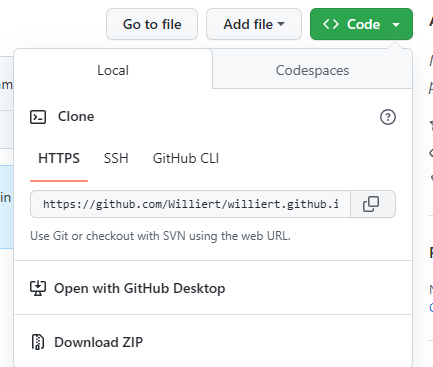 Go to file
Add file
Code
Local
Codespaces
Clone
HTTPS
SSH
GitHub CLI
https://github.com/Williert/williert.github.i
Use Git or checkout with SVN using the web URL.
Open with GitHub Desktop
Download ZIP